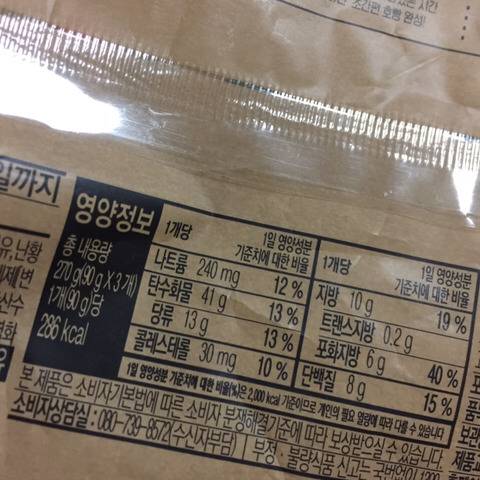 초간편 호빵 완성!
일까지
영양정보
총 내용량
270 g(90 g X 3개)
1개(90 g)당
286 kcal
1개당
1일 영양성분
기준치에 대한 비율
나트륨 240 mg 12 %
탄수화물 41 g 13 %
당류 13 g 13 %
콜레스테롤 30 mg 10 %
1개당
1일 영양성분
기준치에 대한 비율
지방 10 g 19 %
트랜스지방 0.2 g
포화지방 6 g 40 %
단백질 8 g 15 %
1일 영양성분 기준치에 대한 비율(%)은 2,000 kcal 기준이므로 개인의 필요 열량에 따라 다를 수 있습니다
본 제품은 소비자기본법에 따른 소비자 분쟁해결기준에 따라 보상받으실 수 있습니다.
소비자상담실 : 080-739-8572(수신자부담) 부정·불량식품 신고는 국번없이 1399